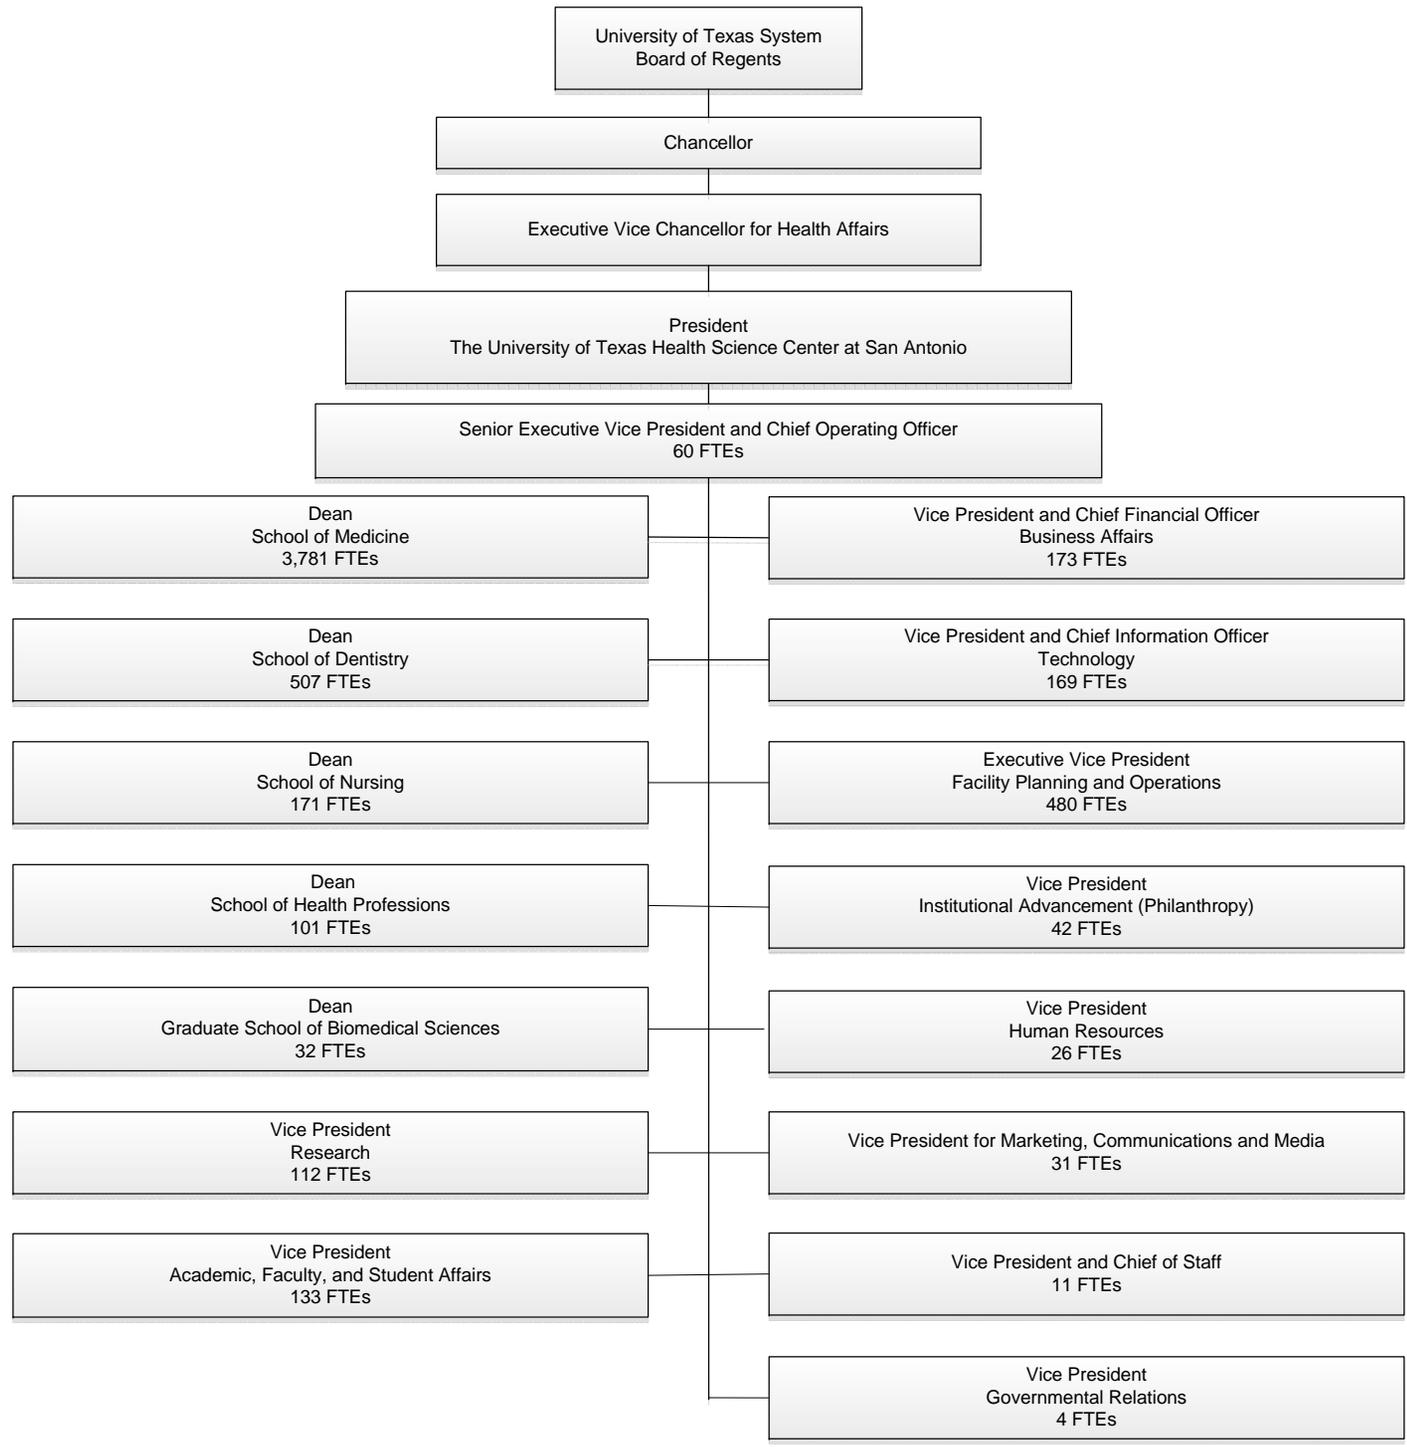 University of Texas System
Board of Regents
Chancellor
Executive Vice Chancellor for Health Affairs
President
The University of Texas Health Science Center at San Antonio
Senior Executive Vice President and Chief Operating Officer
60 FTEs
Dean
School of Medicine
3,781 FTEs
Vice President and Chief Financial Officer
Business Affairs
173 FTEs
Dean
School of Dentistry
507 FTEs
Vice President and Chief Information Officer
Technology
169 FTEs
Dean
School of Nursing
171 FTEs
Executive Vice President
Facility Planning and Operations
480 FTEs
Dean
School of Health Professions
101 FTEs
Vice President
Institutional Advancement (Philanthropy)
42 FTEs
Dean
Graduate School of Biomedical Sciences
32 FTEs
Vice President
Human Resources
26 FTEs
Vice President
Research
112 FTEs
Vice President for Marketing, Communications and Media
31 FTEs
Vice President
Academic, Faculty, and Student Affairs
133 FTEs
Vice President and Chief of Staff
11 FTEs
Vice President
Governmental Relations
4 FTEs